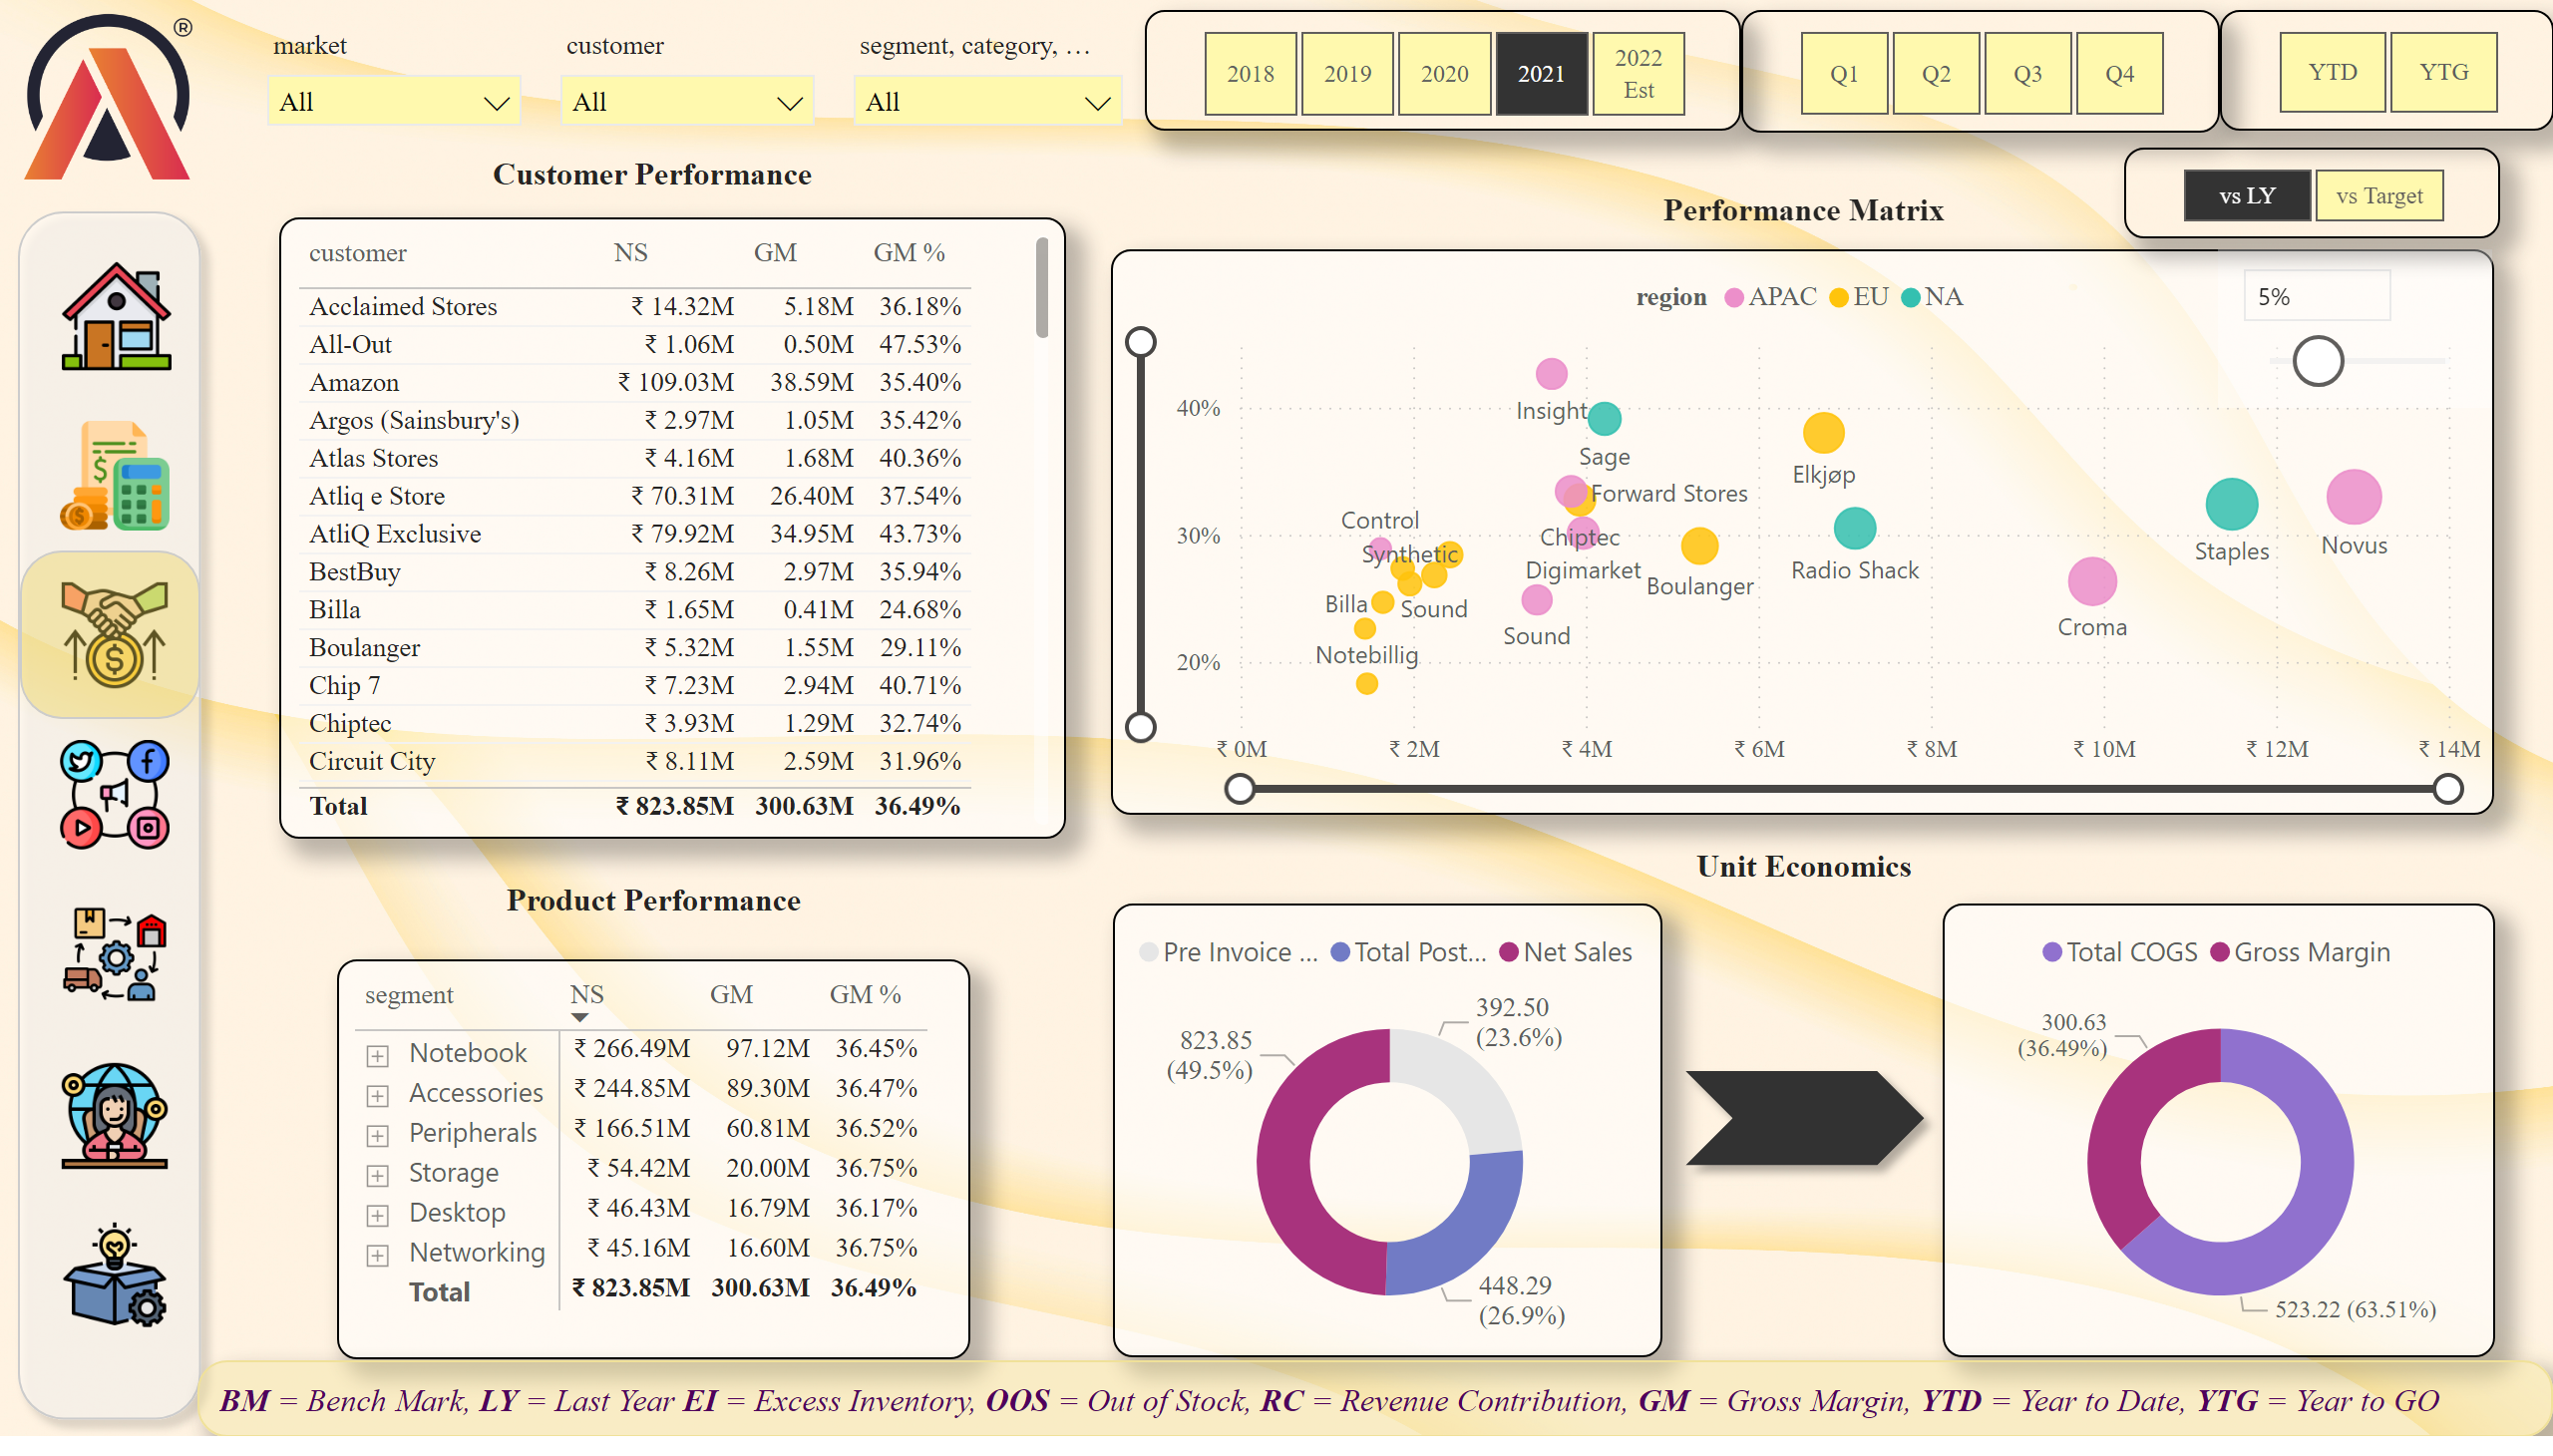 ®
market
customer
segment, category, …
All
All
All
2018
2019
2020
2021
2022
Est
Q1
Q2
Q3
Q4
YTD
YTG
vs LY
vs Target
Customer Performance
customer NS GM GM %
Acclaimed Stores ₹ 14.32M 5.18M 36.18%
All-Out ₹ 1.06M 0.50M 47.53%
Amazon ₹ 109.03M 38.59M 35.40%
Argos (Sainsbury's) ₹ 2.97M 1.05M 35.42%
Atlas Stores ₹ 4.16M 1.68M 40.36%
Atliq e Store ₹ 70.31M 26.40M 37.54%
AtliQ Exclusive ₹ 79.92M 34.95M 43.73%
BestBuy ₹ 8.26M 2.97M 35.94%
Billa ₹ 1.65M 0.41M 24.68%
Boulanger ₹ 5.32M 1.55M 29.11%
Chip 7 ₹ 7.23M 2.94M 40.71%
Chiptec ₹ 3.93M 1.29M 32.74%
Circuit City ₹ 8.11M 2.59M 31.96%
Total ₹ 823.85M 300.63M 36.49%
Performance Matrix
region APAC EU NA
5%
40%
30%
20%
Insight
Sage
Elkjøp
Forward Stores
Control
Chiptec
Synthetic
Digimarket
Boulanger
Radio Shack
Staples
Novus
Billa
Sound
Sound
Croma
Notebillig
₹ 0M ₹ 2M ₹ 4M ₹ 6M ₹ 8M ₹ 10M ₹ 12M ₹ 14M
Product Performance
segment NS GM GM %
Notebook ₹ 266.49M 97.12M 36.45%
Accessories ₹ 244.85M 89.30M 36.47%
Peripherals ₹ 166.51M 60.81M 36.52%
Storage ₹ 54.42M 20.00M 36.75%
Desktop ₹ 46.43M 16.79M 36.17%
Networking ₹ 45.16M 16.60M 36.75%
Total ₹ 823.85M 300.63M 36.49%
Unit Economics
Pre Invoice ... Total Post... Net Sales
392.50
(23.6%)
823.85
(49.5%)
448.29
(26.9%)
Total COGS Gross Margin
300.63
(36.49%)
523.22 (63.51%)
BM = Bench Mark, LY = Last Year EI = Excess Inventory, OOS = Out of Stock, RC = Revenue Contribution, GM = Gross Margin, YTD = Year to Date, YTG = Year to GO